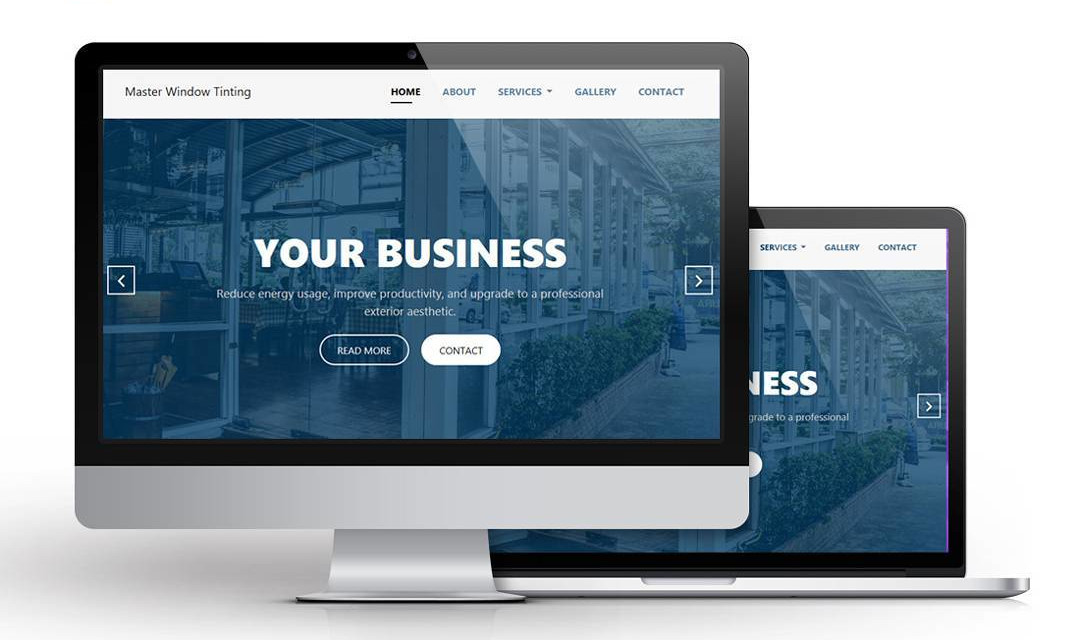 Master Window Tinting
HOME ABOUT SERVICES GALLERY CONTACT
YOUR BUSINESS
Reduce energy usage, improve productivity, and upgrade to a professional
exterior aesthetic.
READ MORE CONTACT
SERVICES GALLERY CONTACT
NESS
grade to a professional